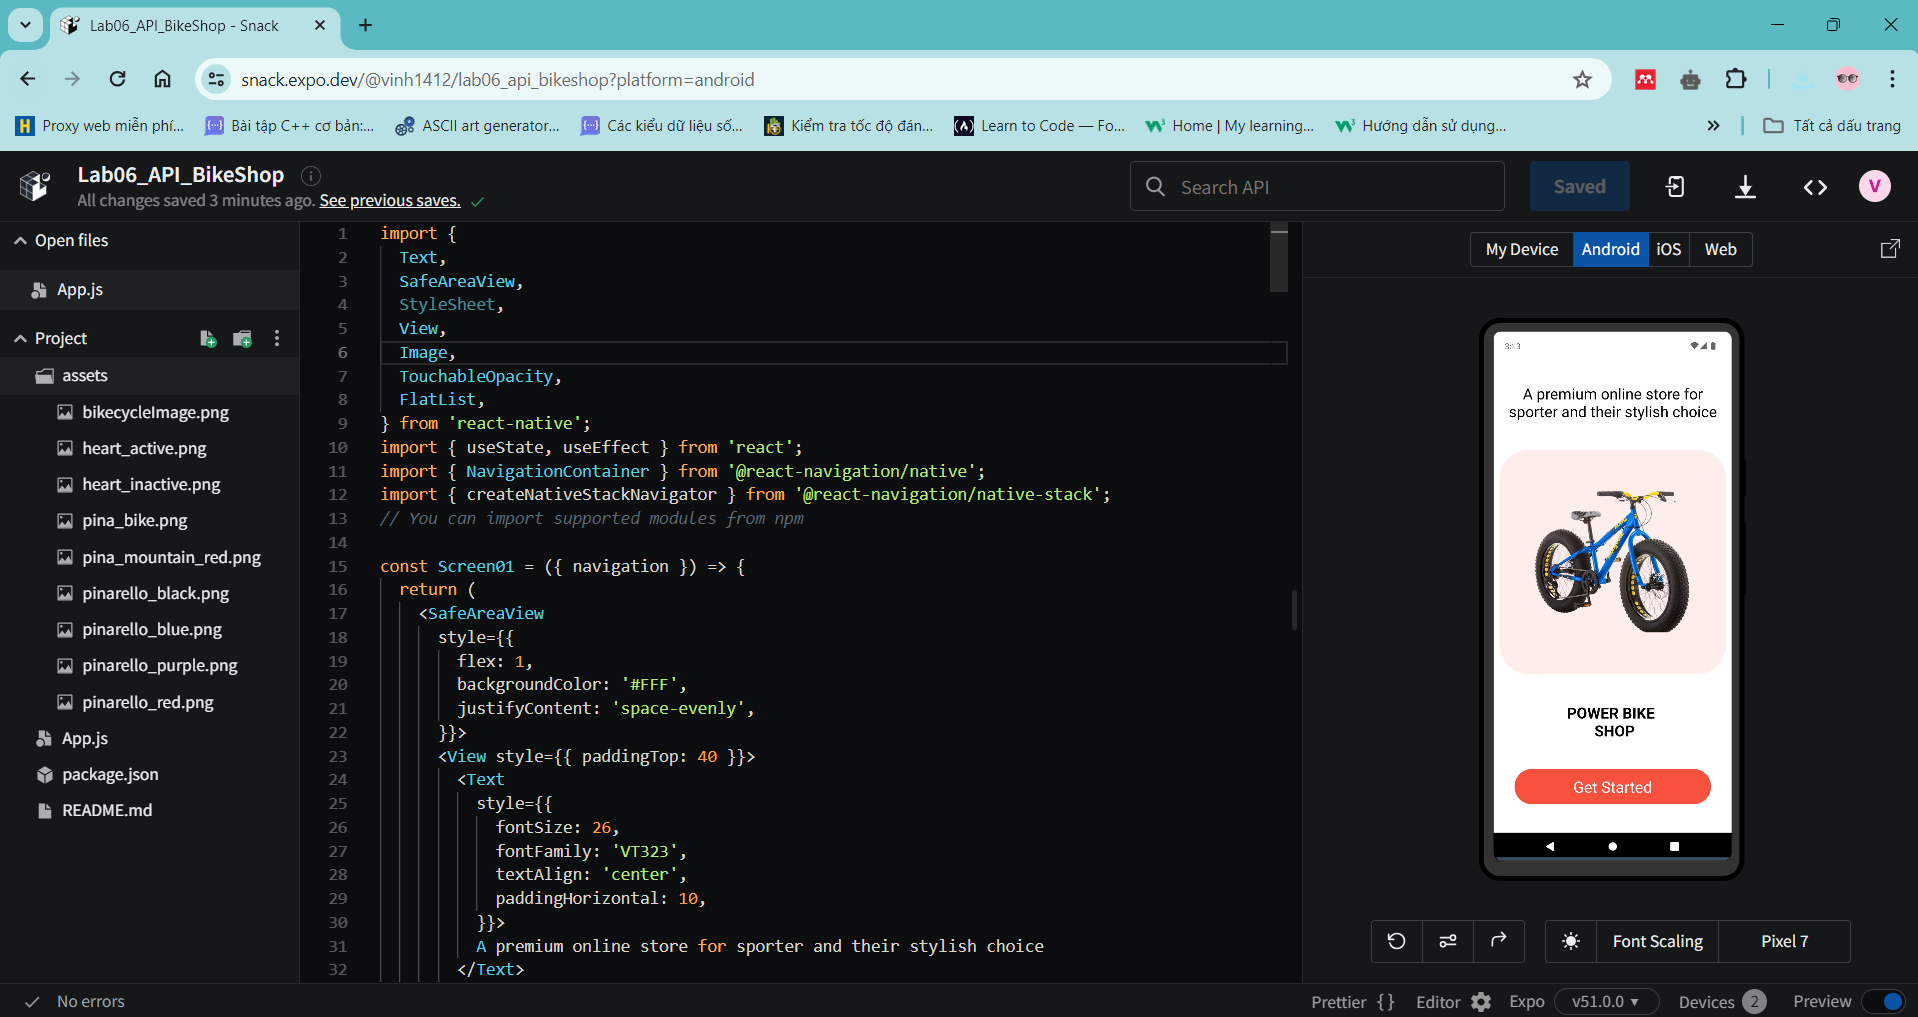 Lab06_API_BikeShop - Snack
snack.expo.dev/@vinh1412/lab06_api_bikeshop?platform=android
Proxy web miễn phí...
Bài tập C++ cơ bản:...
ASCII art generator...
Các kiểu dữ liệu số...
Kiểm tra tốc độ đán...
Learn to Code — Fo...
Home | My learning...
Hướng dẫn sử dụng...
Tất cả dấu trang
Lab06_API_BikeShop
All changes saved 3 minutes ago. See previous saves.
Search API
Saved
V
Open files
App.js
Project
assets
bikecycleImage.png
heart_active.png
heart_inactive.png
pina_bike.png
pina_mountain_red.png
pinarello_black.png
pinarello_blue.png
pinarello_purple.png
pinarello_red.png
App.js
package.json
README.md
1 import {
2 Text,
3 SafeAreaView,
4 StyleSheet,
5 View,
6 Image,
7 TouchableOpacity,
8 FlatList,
9 } from 'react-native';
10 import { useState, useEffect } from 'react';
11 import { NavigationContainer } from '@react-navigation/native';
12 import { createNativeStackNavigator } from '@react-navigation/native-stack';
13 // You can import supported modules from npm
14
15 const Screen01 = ({ navigation }) => {
16 return (
17 <SafeAreaView
18 style={{
19 flex: 1,
20 backgroundColor: '#FFF',
21 justifyContent: 'space-evenly',
22 }}>
23 <View style={{ paddingTop: 40 }}>
24 <Text
25 style={{
26 fontSize: 26,
27 fontFamily: 'VT323',
28 textAlign: 'center',
29 paddingHorizontal: 10,
30 }}>
31 A premium online store for sporter and their stylish choice
32 </Text>
My Device
Android
iOS
Web
3:13
A premium online store for
sporter and their stylish choice
POWER BIKE
SHOP
Get Started
Font Scaling
Pixel 7
No errors
Prettier { }
Editor
Expo
v51.0.0
Devices 2
Preview